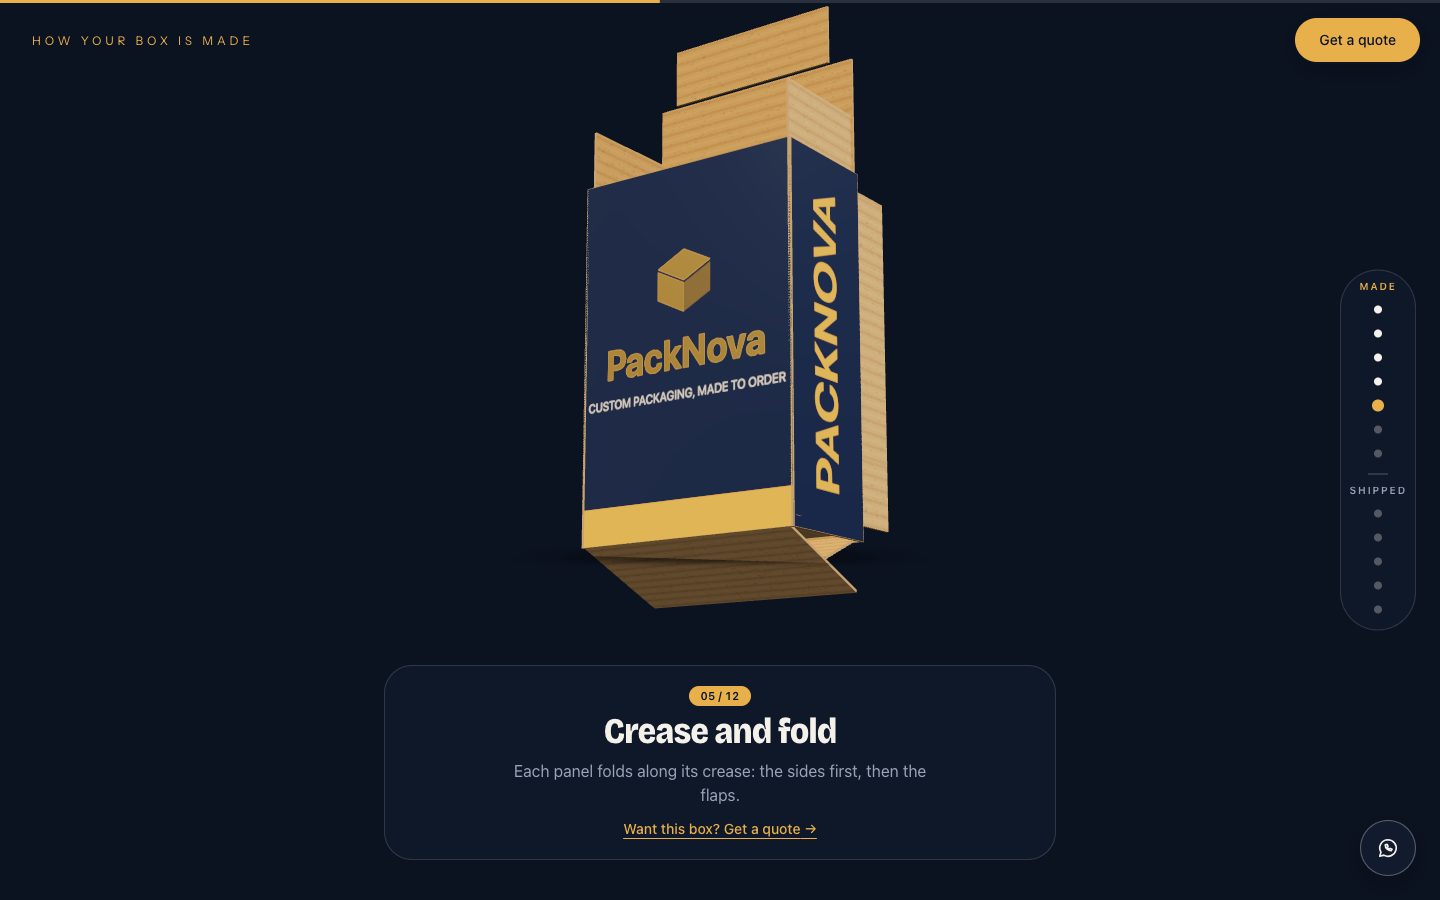 HOW YOUR BOX IS MADE
Get a quote
PackNova
CUSTOM PACKAGING, MADE TO ORDER
PACKNOVA
MADE
SHIPPED
05 / 12
Crease and fold
Each panel folds along its crease: the sides first, then the
flaps.
Want this box? Get a quote →